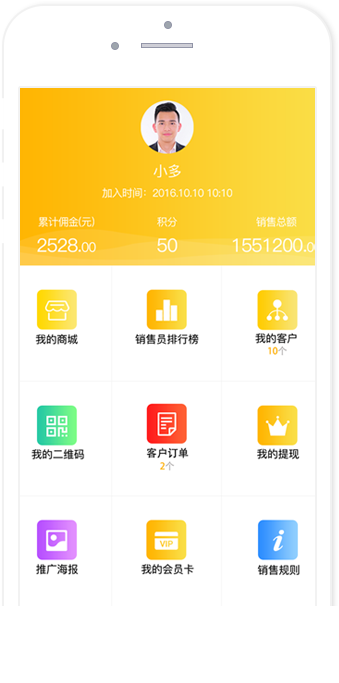 小多
加入时间：2016.10.10 10:10
累计佣金(元) 积分 销售总额
2528.00 50 1551200.0
我的商城 销售员排行榜 我的客户
10个
我的二维码 客户订单 我的提现
2个
VIP
推广海报 我的会员卡 销售规则